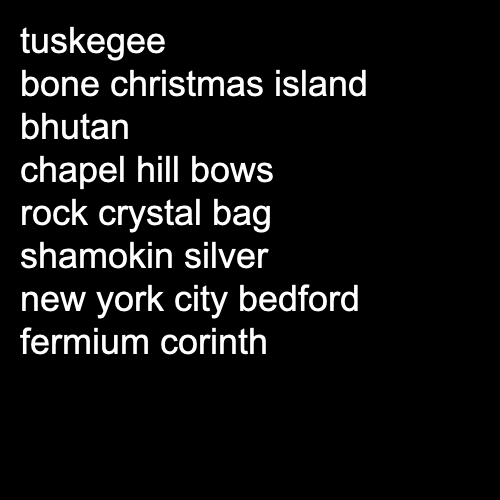 tuskegee
bone christmas island
bhutan
chapel hill bows
rock crystal bag
shamokin silver
new york city bedford
fermium corinth